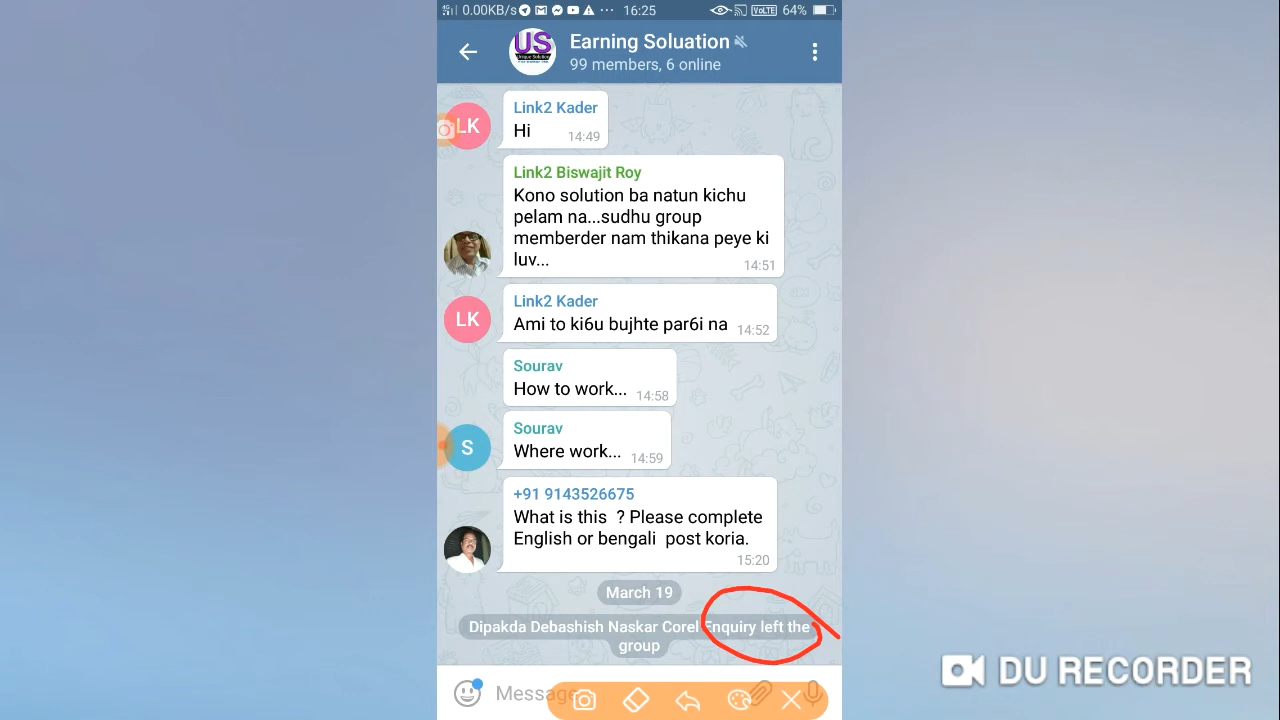 0.00KB/s ... 16:25 VoLTE 64%
US
Earning Soluation
99 members, 6 online
Link2 Kader
LK
Hi 14:49
Link2 Biswajit Roy
Kono solution ba natun kichu
pelam na...sudhu group
memberder nam thikana peye ki
luv... 14:51
Link2 Kader
LK
Ami to ki6u bujhte par6i na 14:52
Sourav
How to work... 14:58
Sourav
S
Where work... 14:59
+91 9143526675
What is this ? Please complete
English or bengali post koria.
15:20
March 19
Dipakda Debashish Naskar Corel Enquiry left the
group
Message
DU RECORDER